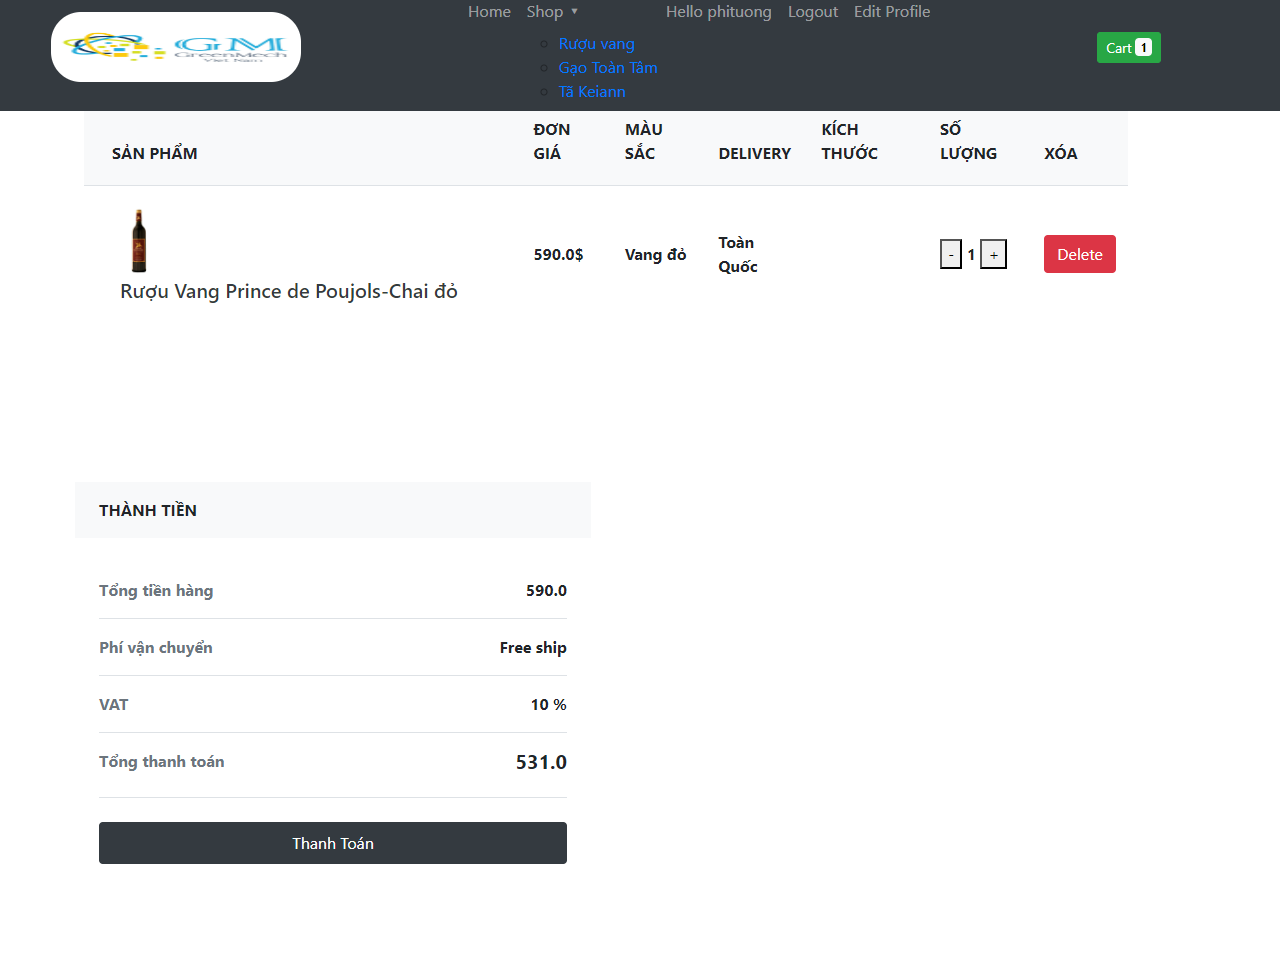 GM
GreenMech
Viet Nam
Home Shop ▾ Hello phituong Logout Edit Profile
Rượu vang
Gạo Toàn Tâm
Tã Keiann
Cart 1
SẢN PHẨM
ĐƠN
GIÁ
MÀU
SẮC
DELIVERY
KÍCH
THƯỚC
SỐ
LƯỢNG
XÓA
Rượu Vang Prince de Poujols-Chai đỏ
590.0$
Vang đỏ
Toàn
Quốc
- 1 +
Delete
THÀNH TIỀN
Tổng tiền hàng 590.0
Phí vận chuyển Free ship
VAT 10 %
Tổng thanh toán 531.0
Thanh Toán